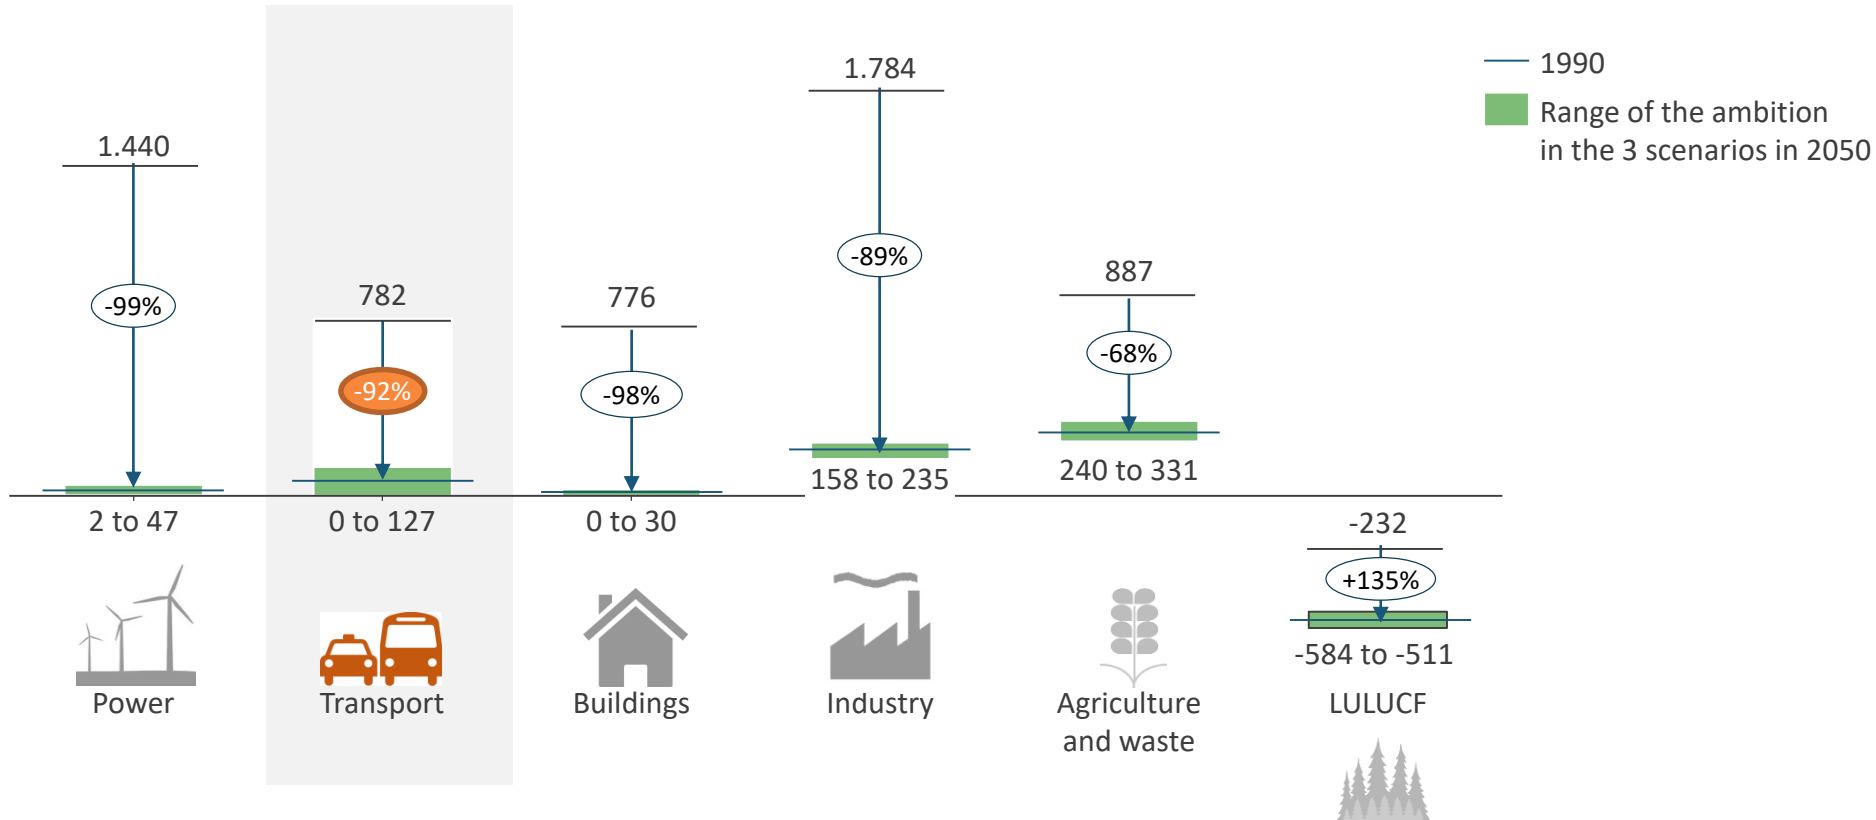 1990
Range of the ambition
in the 3 scenarios in 2050
1.440
-99%
2 to 47
Power
782
-92%
0 to 127
Transport
776
-98%
0 to 30
Buildings
1.784
-89%
158 to 235
Industry
887
-68%
240 to 331
Agriculture
and waste
-232
+135%
-584 to -511
LULUCF